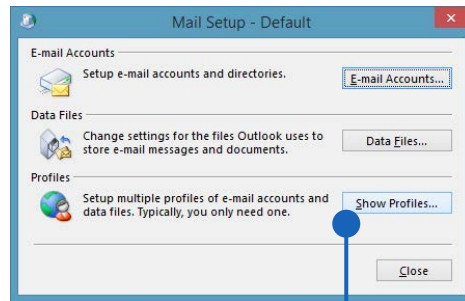 Mail Setup - Default
E-mail Accounts
Setup e-mail accounts and directories.
E-mail Accounts...
Data Files
Change settings for the files Outlook uses to
store e-mail messages and documents.
Data Files...
Profiles
Setup multiple profiles of e-mail accounts and
data files. Typically, you only need one.
Show Profiles...
Close